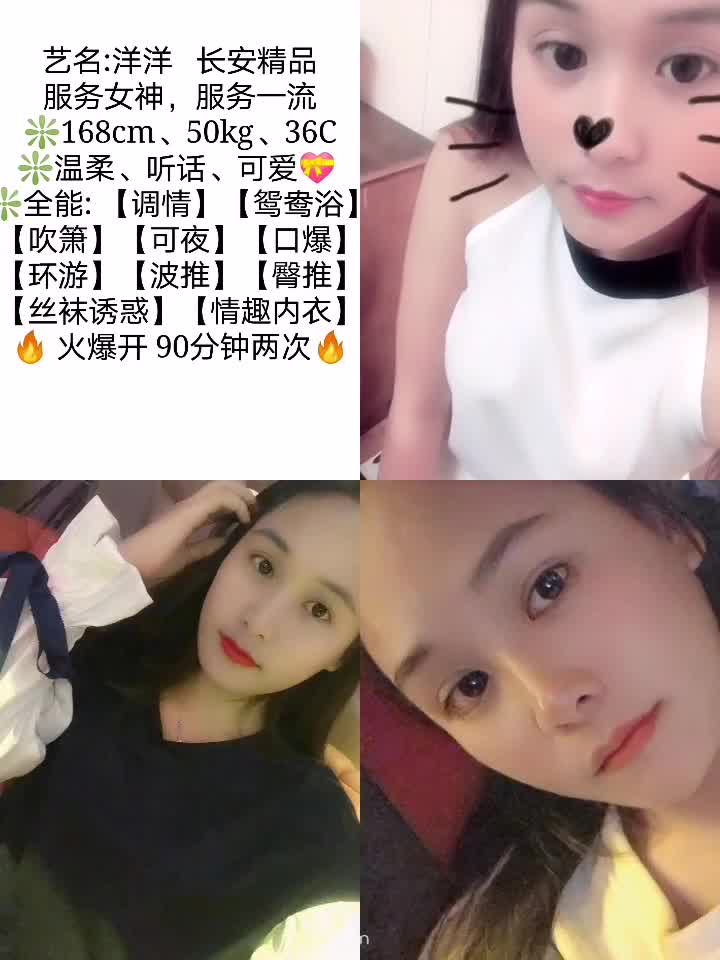 艺名:洋洋 长安精品
服务女神，服务一流
❇️168cm、50kg、36C
❇️温柔、听话、可爱💝
❇️全能:【调情】【鸳鸯浴】
【吹箫】【可夜】【口爆】
【环游】【波推】【臀推】
【丝袜诱惑】【情趣内衣】
🔥 火爆开 90分钟两次🔥